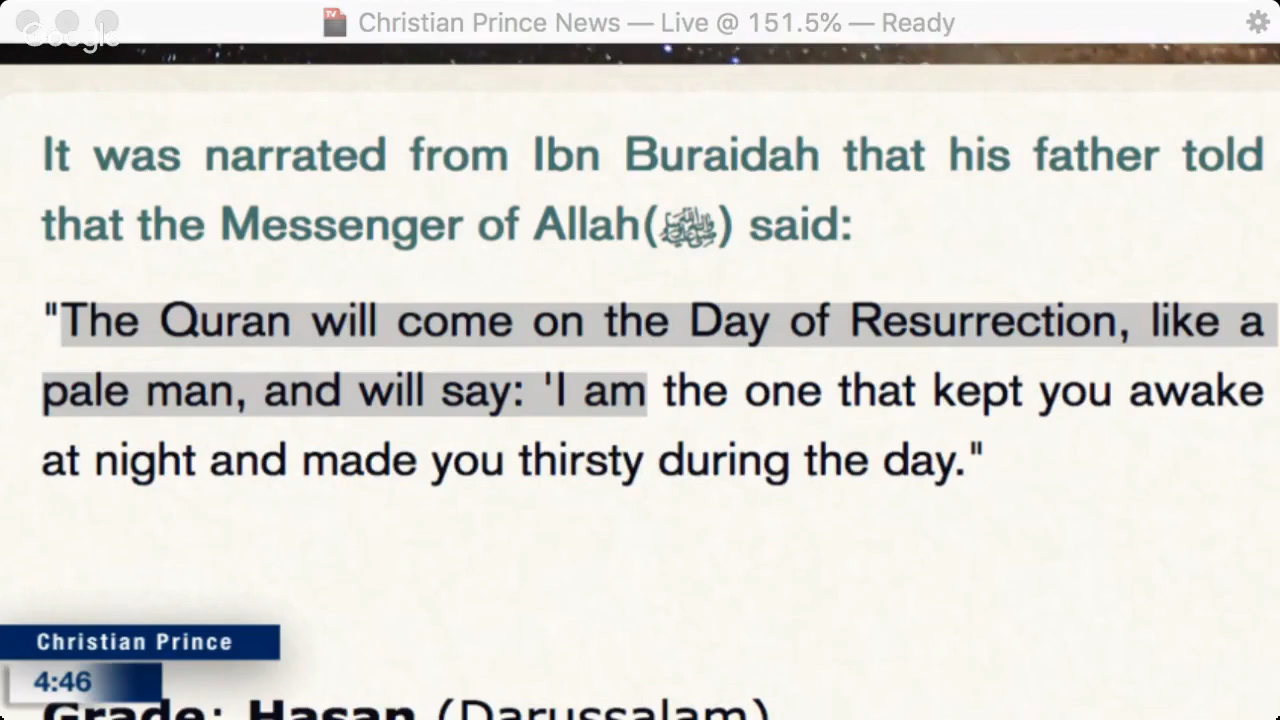 Christian Prince News — Live @ 151.5% — Ready
Google
It was narrated from Ibn Buraidah that his father told
that the Messenger of Allah(ﷺ) said:
"The Quran will come on the Day of Resurrection, like a
pale man, and will say: 'I am the one that kept you awake
at night and made you thirsty during the day."
Christian Prince
4:46
Grade: Hasan (Darussalam)